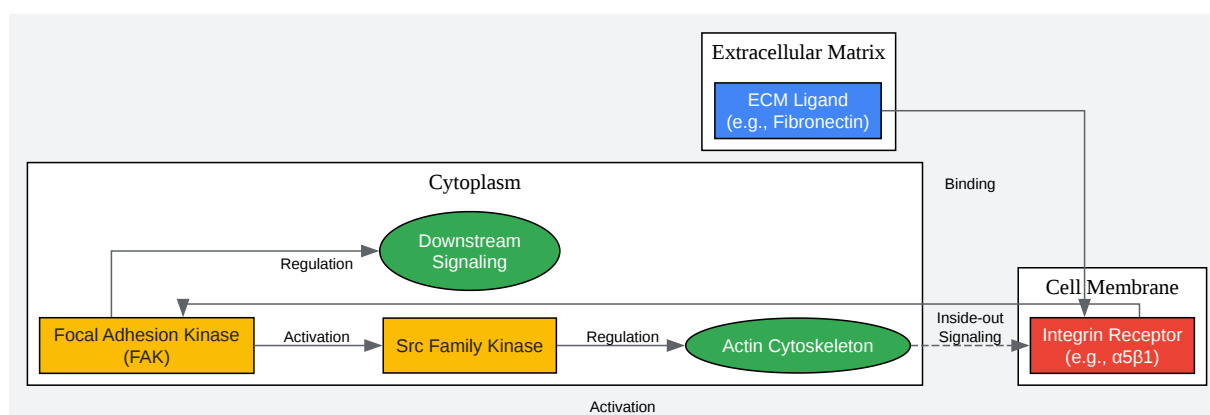 Extracellular Matrix
ECM Ligand
(e.g., Fibronectin)
Cytoplasm
Binding
Downstream
Signaling
Regulation
Cell Membrane
Focal Adhesion Kinase
(FAK)
Activation
Src Family Kinase
Regulation
Actin Cytoskeleton
Inside-out
Signaling
Integrin Receptor
(e.g., α5β1)
Activation